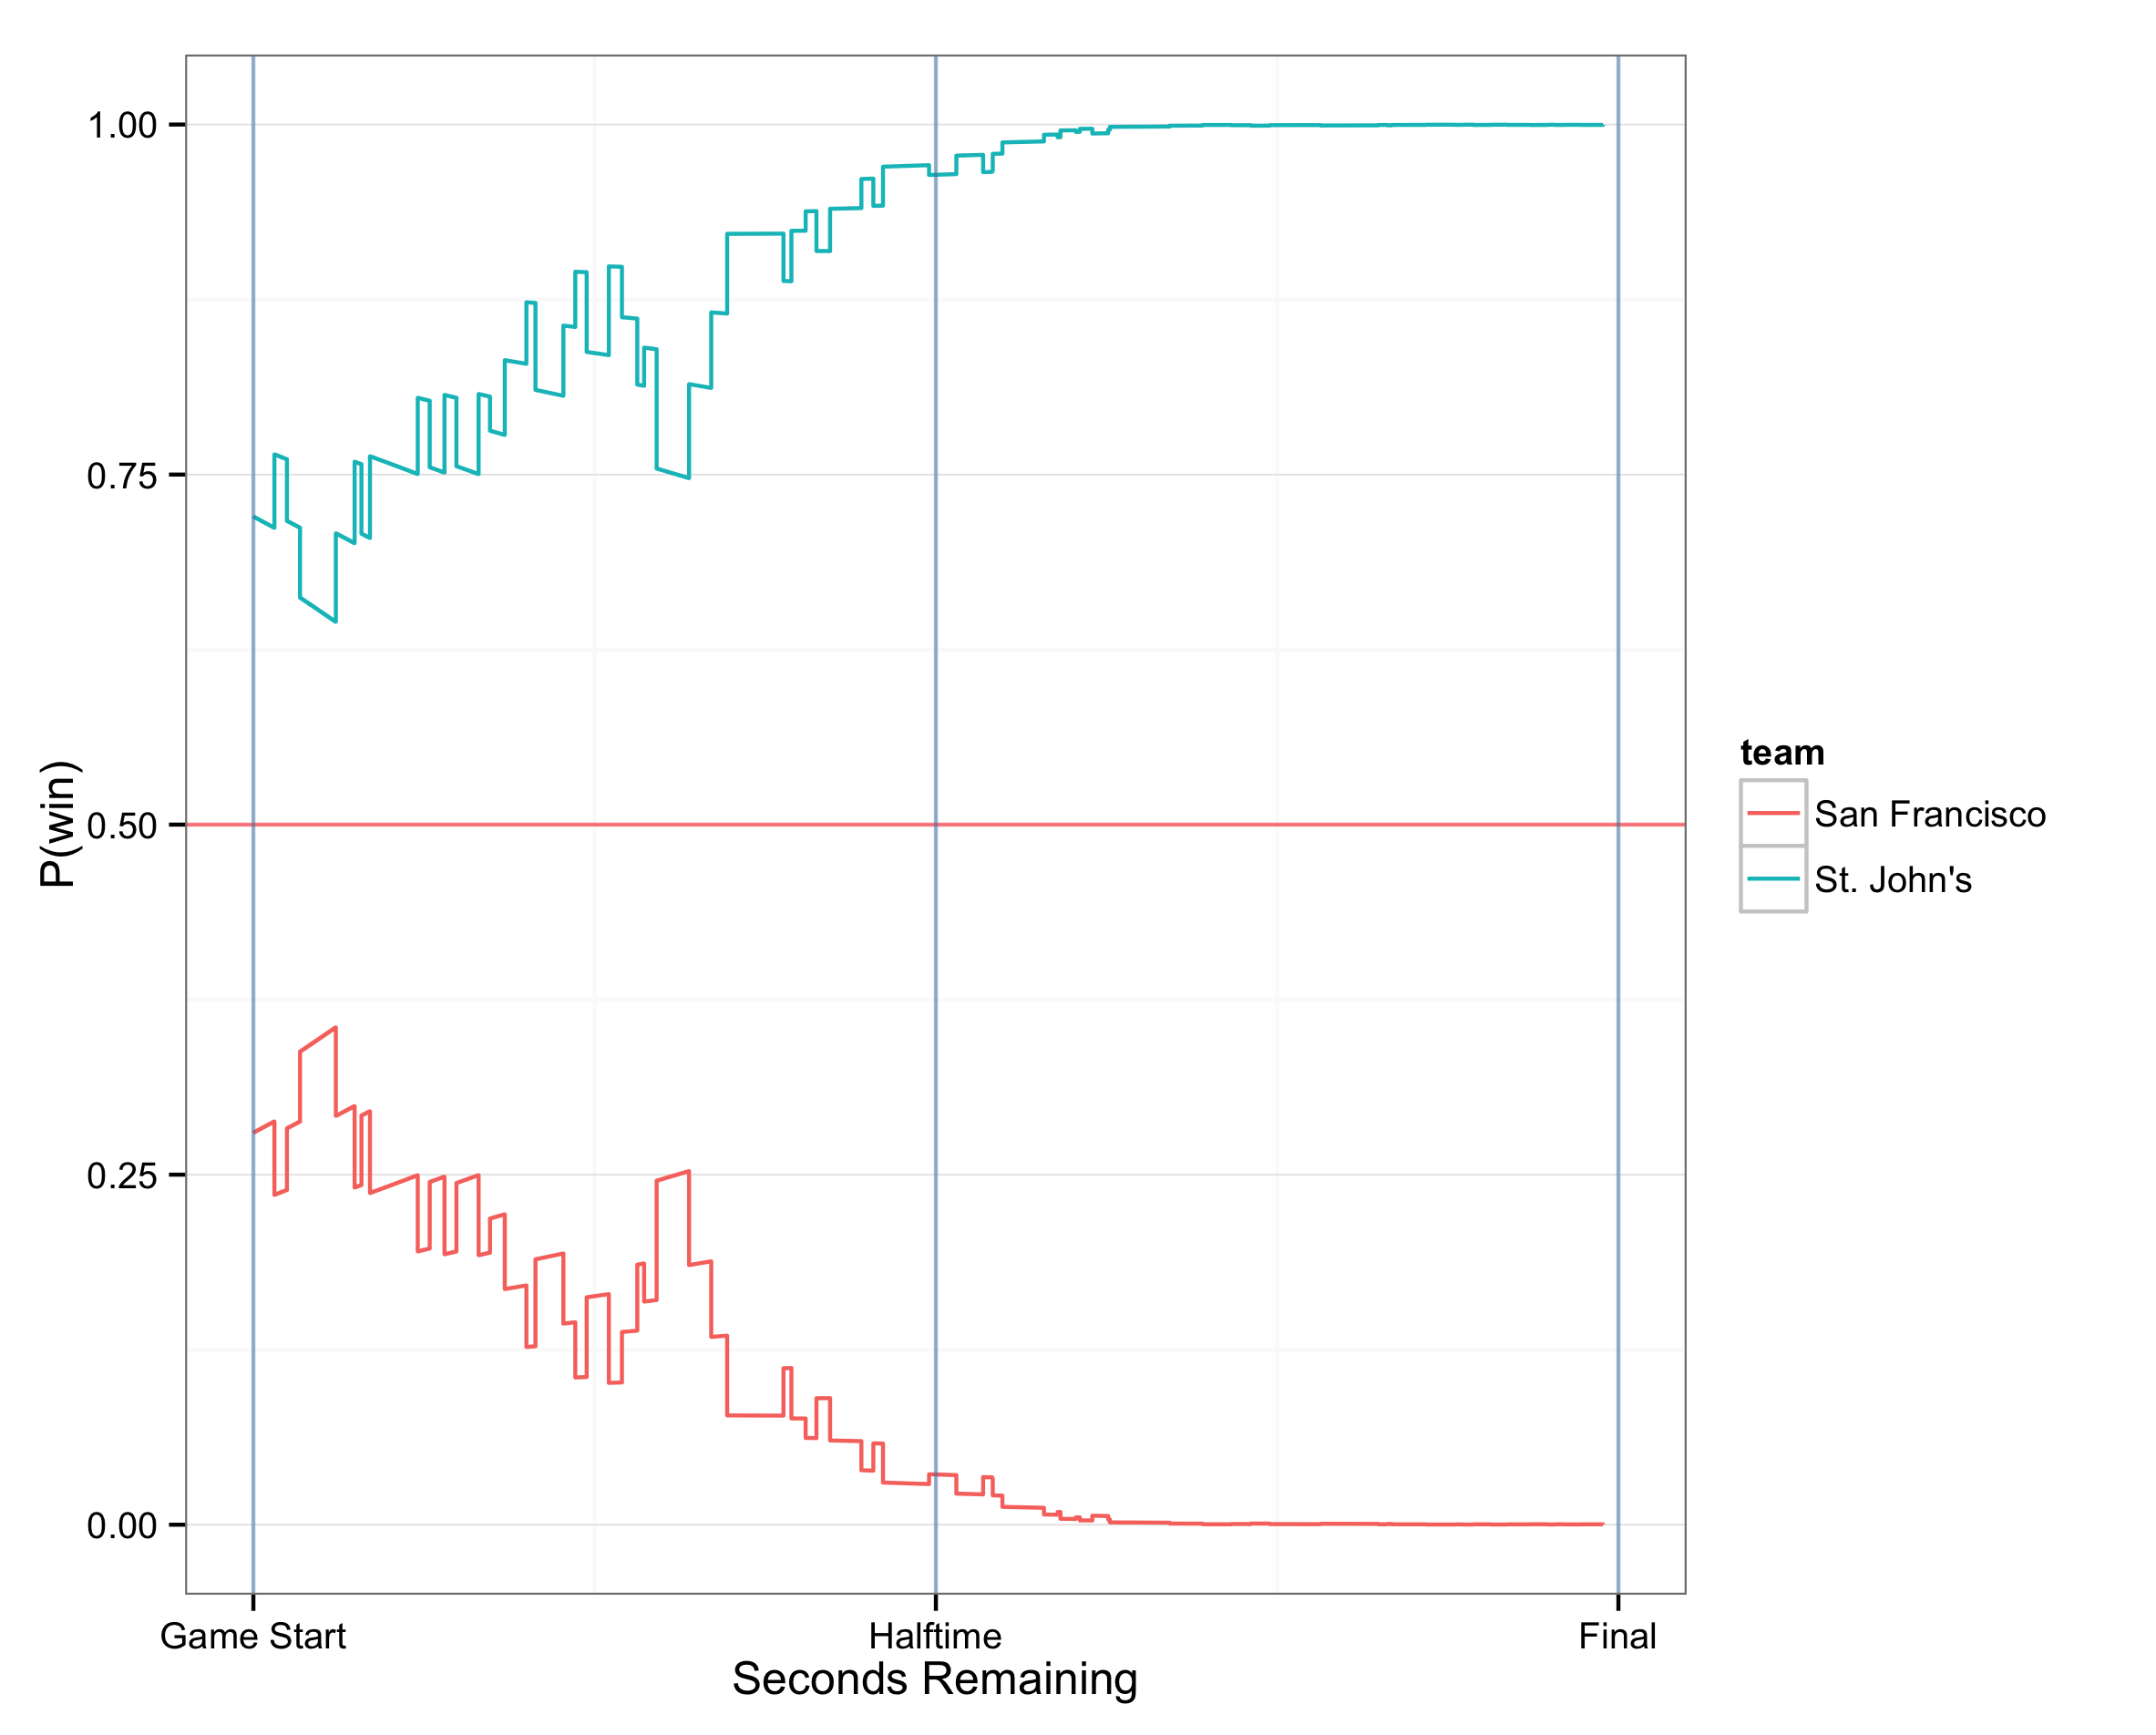 1.00
0.75
0.50
0.25
0.00
P(win)
Game Start
Halftime
Final
Seconds Remaining
team
San Francisco
St. John's